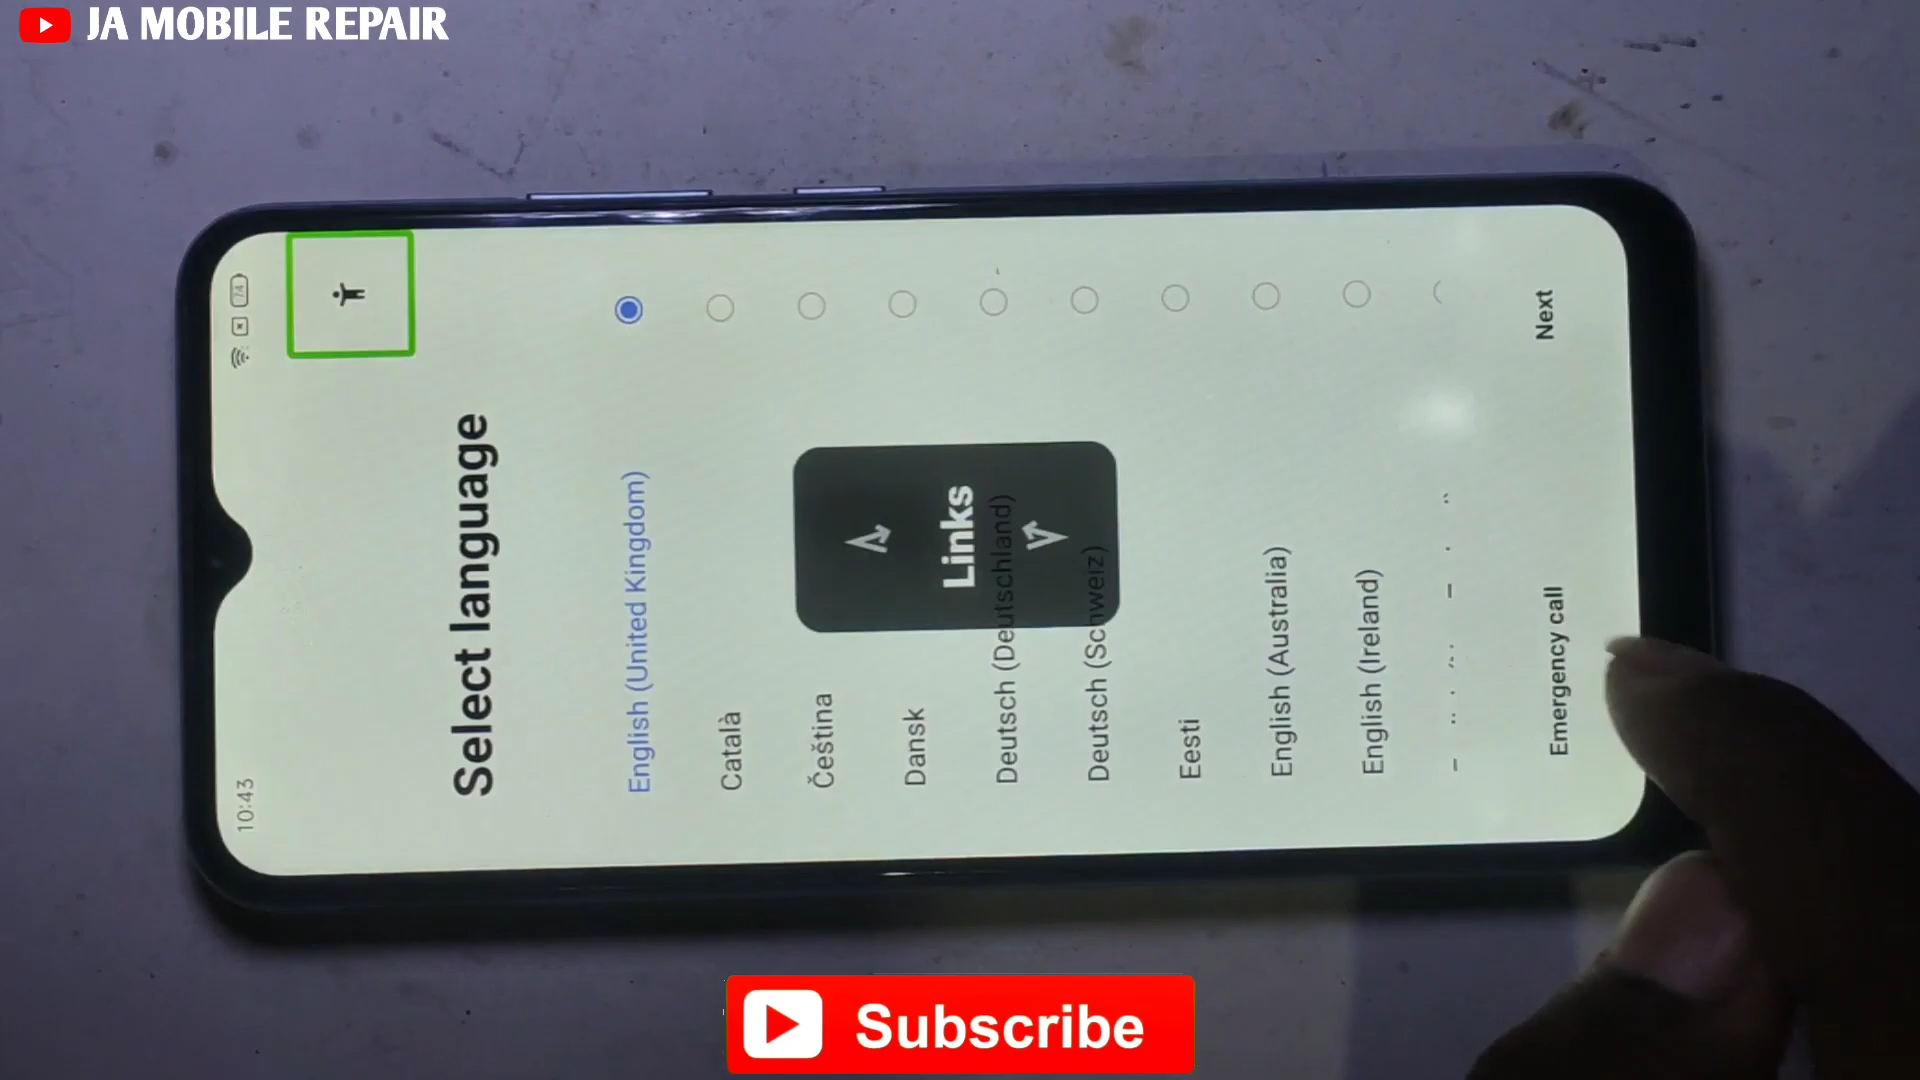 JA MOBILE REPAIR
10:43
74
Select language
English (United Kingdom)
Català
Čeština
Dansk
Links
Deutsch (Deutschland)
Deutsch (Schweiz)
Eesti
English (Australia)
English (Ireland)
Emergency call
Next
Subscribe